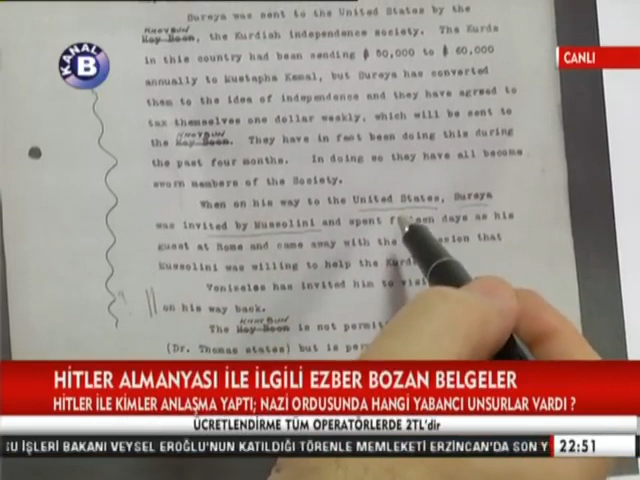 Sureya was sent to the United States by the
KHOYBUN
Hoy Boon, the Kurdish independence society. The Kurds
in this country had been sending $ 50,000 to $ 60,000
annually to Mustapha Kemal, but Sureya has converted
them to the idea of independence and they have agreed to
tax themselves one dollar weekly, which will be sent to
KHOYBUN
the Hoy Boon. They have in fact been doing this during
the past four months. In doing so they have all become
sworn members of the Society.
When on his way to the United States, Sureya
was invited by Mussolini and spent fifteen days as his
guest at Rome and came away with the ssion that
Mussolini was willing to help the Kurd
Venizelos has invited him to visi
on his way back.
KHOYBUN
The Hoy Boon is not permit
(Dr. Thomas states) but is per
KANAL B
CANLI
HİTLER ALMANYASI İLE İLGİLİ EZBER BOZAN BELGELER
HİTLER İLE KİMLER ANLAŞMA YAPTI; NAZİ ORDUSUNDA HANGİ YABANCI UNSURLAR VARDI ?
ÜCRETLENDİRME TÜM OPERATÖRLERDE 2TL'dir
SU İŞLERİ BAKANI VEYSEL EROĞLU'NUN KATILDIĞI TÖRENLE MEMLEKETİ ERZİNCAN'DA SON Y
22:51